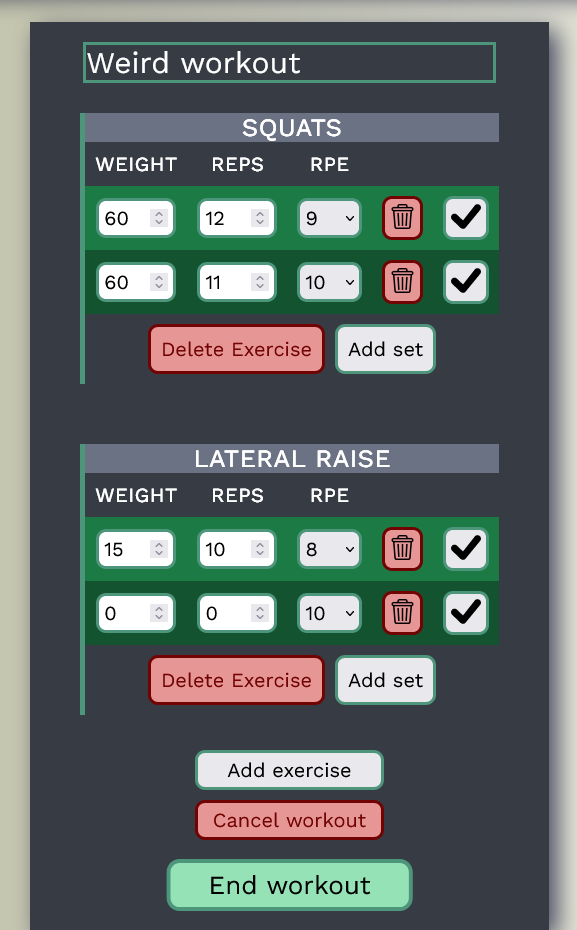 Weird workout
SQUATS
WEIGHT REPS RPE
60 12 9
60 11 10
Delete Exercise Add set
LATERAL RAISE
WEIGHT REPS RPE
15 10 8
0 0 10
Delete Exercise Add set
Add exercise
Cancel workout
End workout